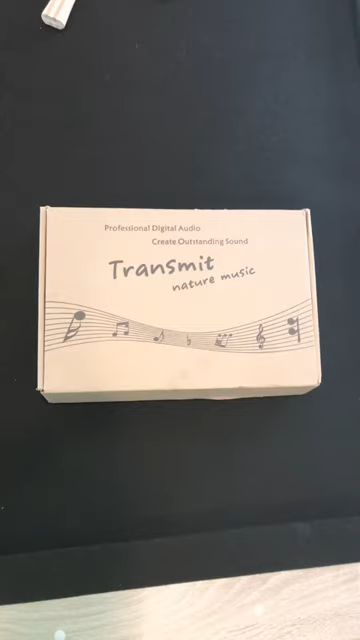 Professional Digital Audio
Create Outstanding Sound
Transmit
nature music